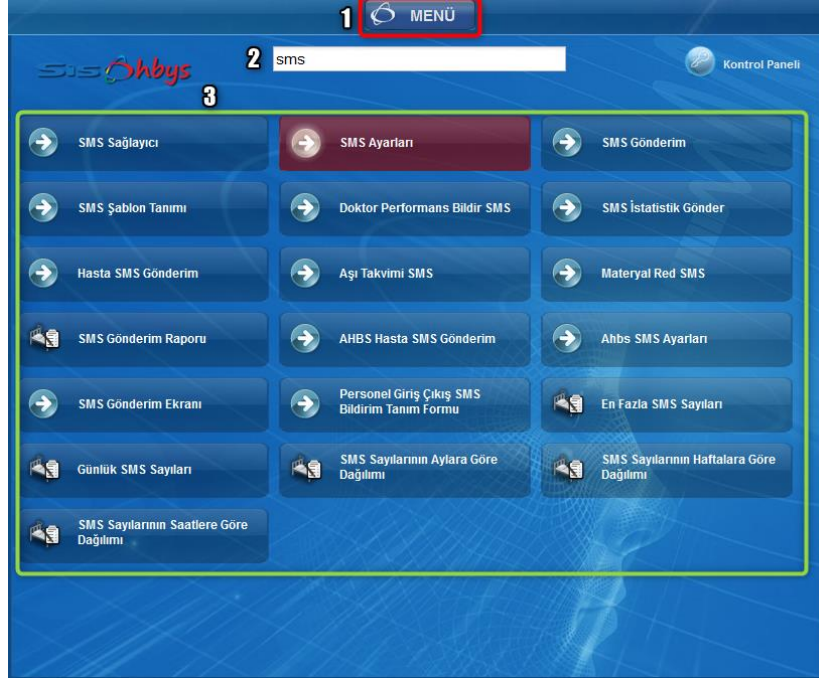 1 MENÜ
SisOhbys
2 sms
Kontrol Paneli
3
SMS Sağlayıcı
SMS Ayarları
SMS Gönderim
SMS Şablon Tanımı
Doktor Performans Bildir SMS
SMS İstatistik Gönder
Hasta SMS Gönderim
Aşı Takvimi SMS
Materyal Red SMS
SMS Gönderim Raporu
AHBS Hasta SMS Gönderim
Ahbs SMS Ayarları
SMS Gönderim Ekranı
Personel Giriş Çıkış SMS
Bildirim Tanım Formu
En Fazla SMS Sayıları
Günlük SMS Sayıları
SMS Sayılarının Aylara Göre
Dağılımı
SMS Sayılarının Haftalara Göre
Dağılımı
SMS Sayılarının Saatlere Göre
Dağılımı